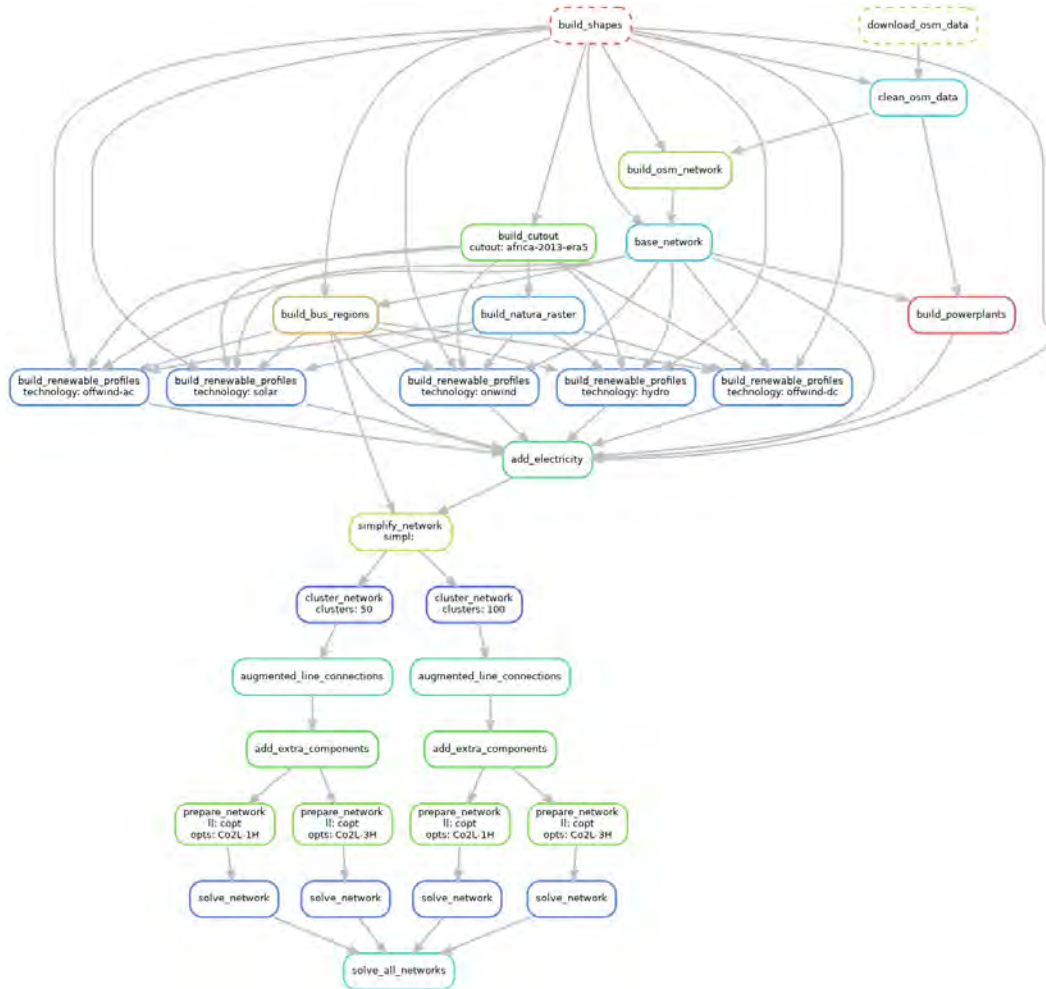 build_shapes
download_osm_data
clean_osm_data
build_osm_network
build_cutout
cutout: africa-2013-era5
base_network
build_bus_regions
build_natura_raster
build_powerplants
build_renewable_profiles
technology: offwind-ac
build_renewable_profiles
technology: solar
build_renewable_profiles
technology: onwind
build_renewable_profiles
technology: hydro
build_renewable_profiles
technology: offwind-dc
add_electricity
simplify_network
simpl:
cluster_network
clusters: 50
cluster_network
clusters: 100
augmented_line_connections
augmented_line_connections
add_extra_components
add_extra_components
prepare_network
ll: copt
opts: Co2L-1H
prepare_network
ll: copt
opts: Co2L-3H
prepare_network
ll: copt
opts: Co2L-1H
prepare_network
ll: copt
opts: Co2L-3H
solve_network
solve_network
solve_network
solve_network
solve_all_networks